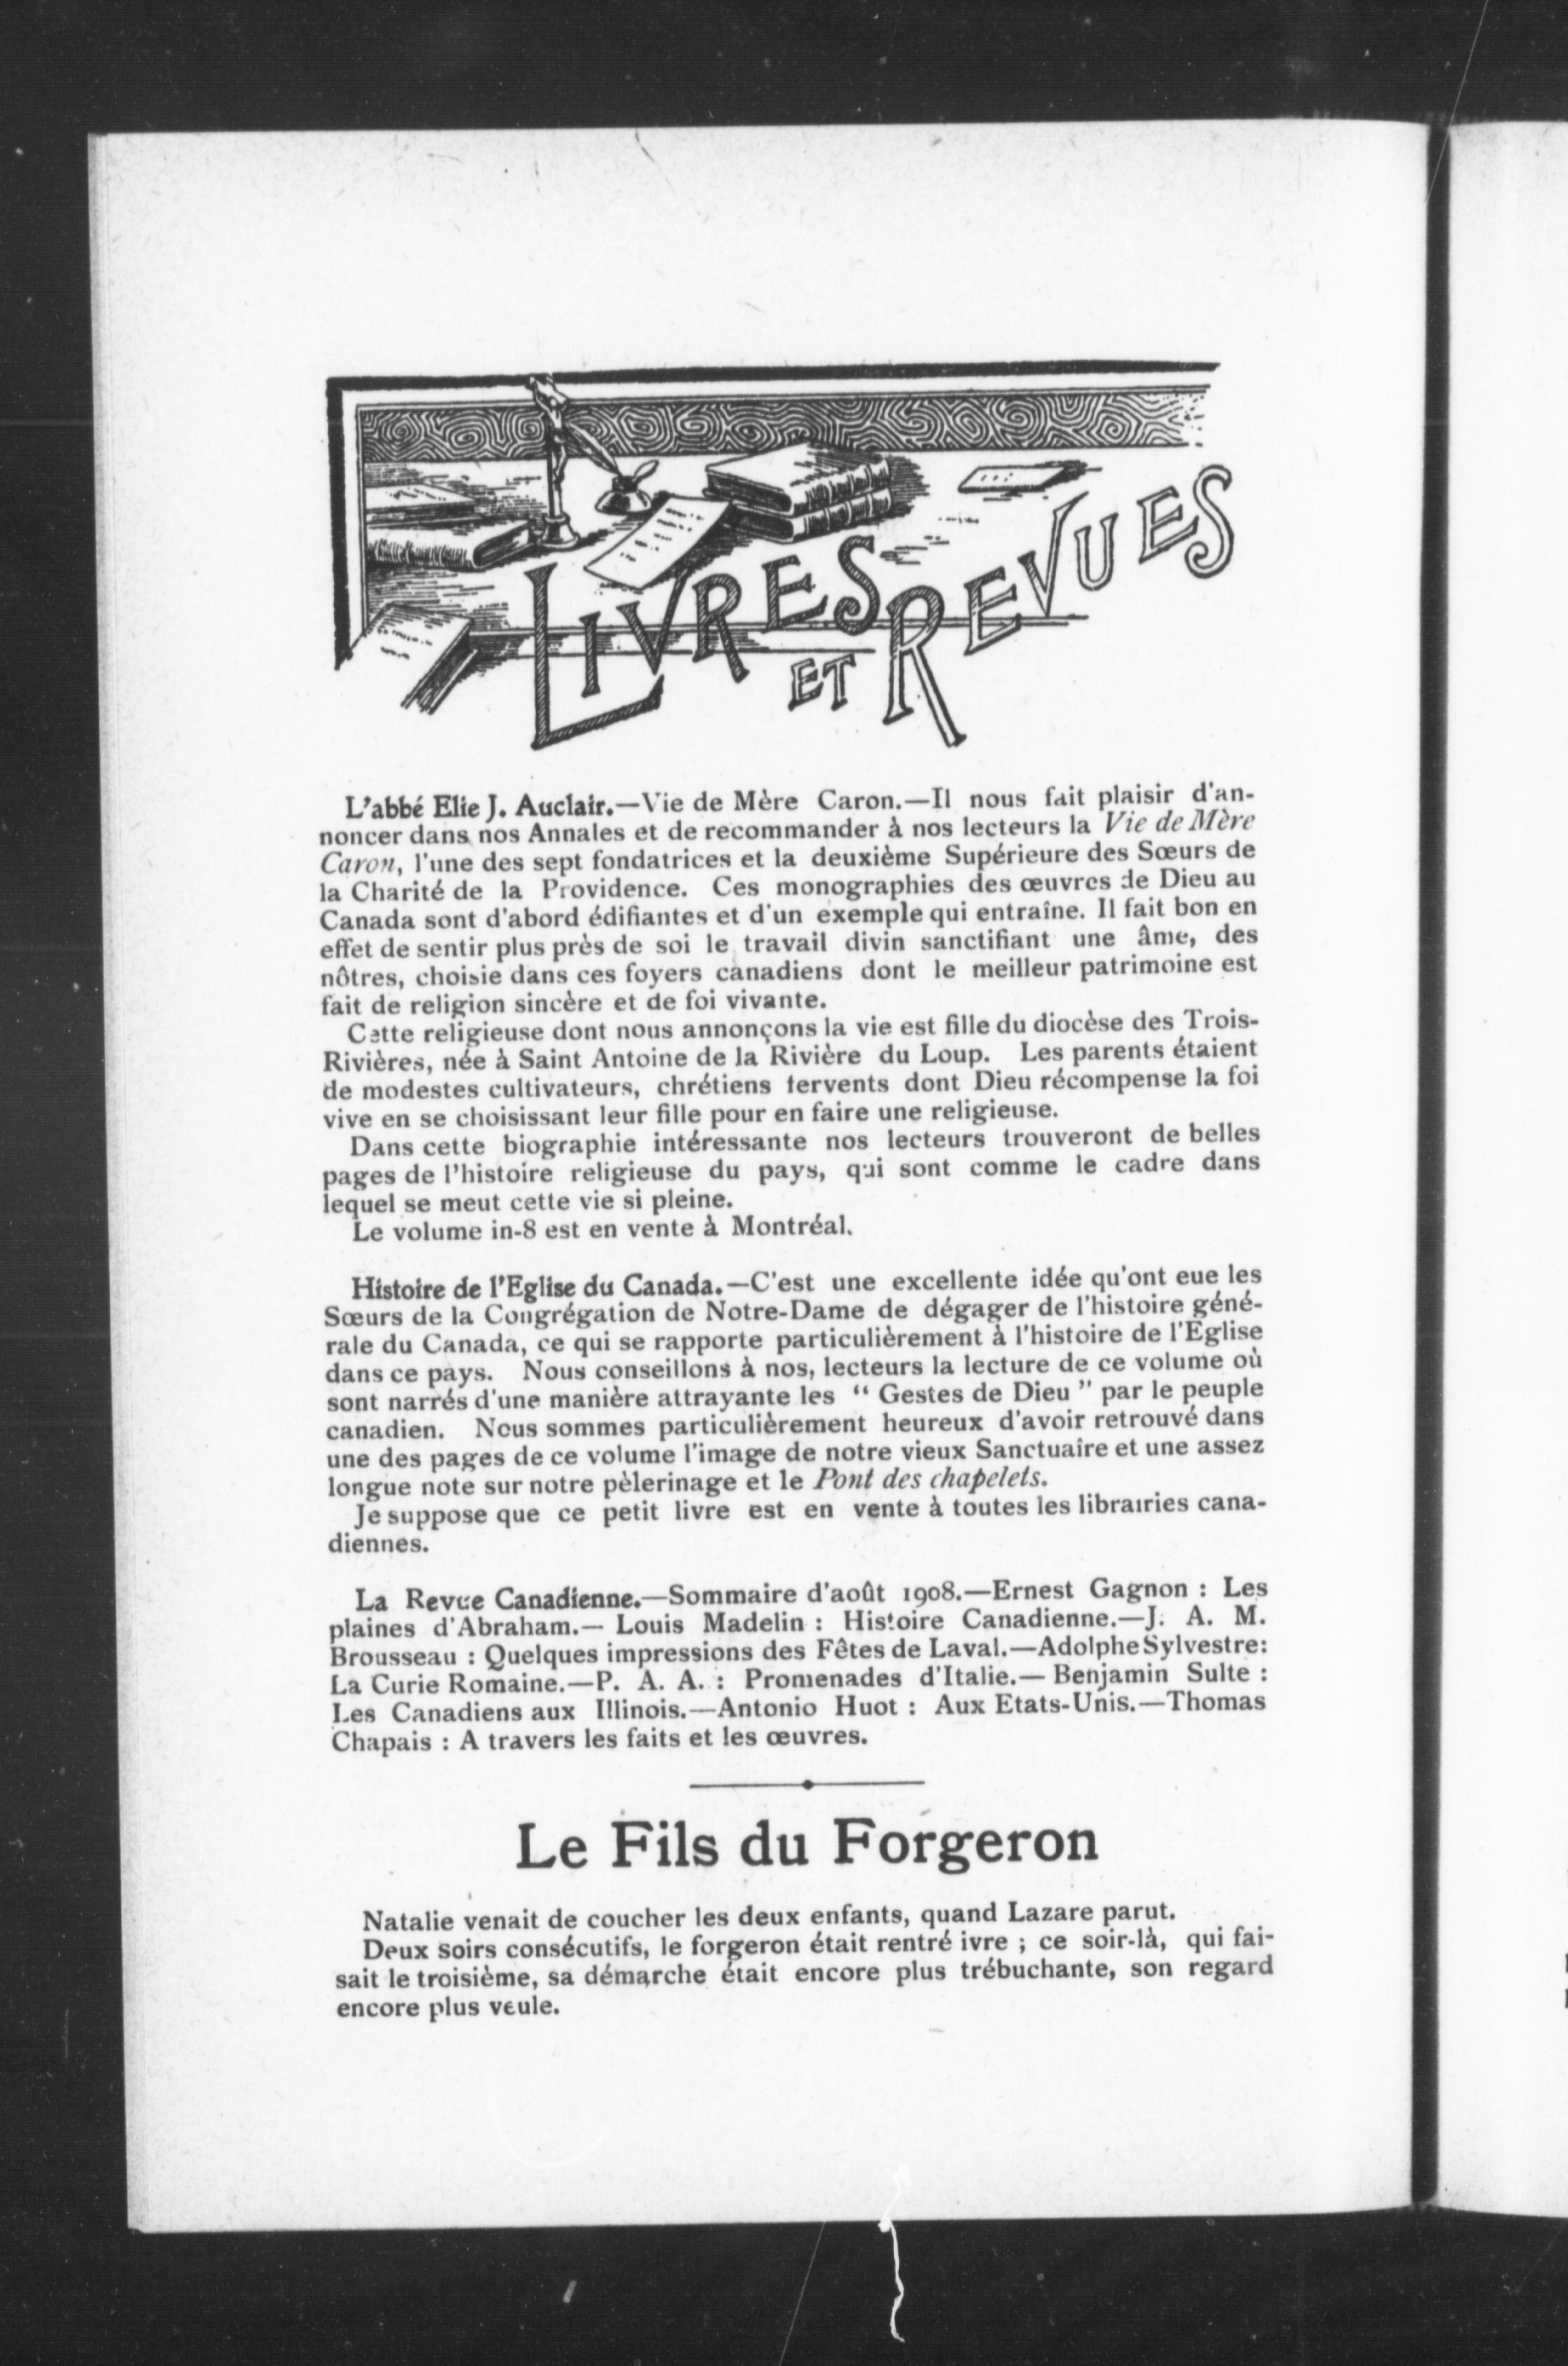 LIVRES
ET REVUES
L'abbé Elie J. Auclair.—Vie de Mère Caron.—Il nous fait plaisir d'an-
noncer dans nos Annales et de recommander à nos lecteurs la Vie de Mère
Caron, l'une des sept fondatrices et la deuxième Supérieure des Sœurs de
la Charité de la Providence. Ces monographies des œuvres de Dieu au
Canada sont d'abord édifiantes et d'un exemple qui entraîne. Il fait bon en
effet de sentir plus près de soi le travail divin sanctifiant une âme, des
nôtres, choisie dans ces foyers canadiens dont le meilleur patrimoine est
fait de religion sincère et de foi vivante.
Cette religieuse dont nous annonçons la vie est fille du diocèse des Trois-
Rivières, née à Saint Antoine de la Rivière du Loup. Les parents étaient
de modestes cultivateurs, chrétiens fervents dont Dieu récompense la foi
vive en se choisissant leur fille pour en faire une religieuse.
Dans cette biographie intéressante nos lecteurs trouveront de belles
pages de l'histoire religieuse du pays, qui sont comme le cadre dans
lequel se meut cette vie si pleine.
Le volume in-8 est en vente à Montréal.
Histoire de l'Eglise du Canada.—C'est une excellente idée qu'ont eue les
Sœurs de la Congrégation de Notre-Dame de dégager de l'histoire géné-
rale du Canada, ce qui se rapporte particulièrement à l'histoire de l'Église
dans ce pays. Nous conseillons à nos, lecteurs la lecture de ce volume où
sont narrés d'une manière attrayante les “ Gestes de Dieu ” par le peuple
canadien. Nous sommes particulièrement heureux d'avoir retrouvé dans
une des pages de ce volume l'image de notre vieux Sanctuaire et une assez
longue note sur notre pèlerinage et le Pont des chapelets.
Je suppose que ce petit livre est en vente à toutes les librairies cana-
diennes.
La Revue Canadienne.—Sommaire d'août 1908.—Ernest Gagnon : Les
plaines d'Abraham.— Louis Madelin : Histoire Canadienne.—J. A. M.
Brousseau : Quelques impressions des Fêtes de Laval.—Adolphe Sylvestre:
La Curie Romaine.—P. A. A. : Promenades d'Italie.— Benjamin Sulte :
Les Canadiens aux Illinois.—Antonio Huot : Aux Etats-Unis.—Thomas
Chapais : A travers les faits et les œuvres.
Le Fils du Forgeron
Natalie venait de coucher les deux enfants, quand Lazare parut.
Deux soirs consécutifs, le forgeron était rentré ivre ; ce soir-là, qui fai-
sait le troisième, sa démarche était encore plus trébuchante, son regard
encore plus veule.